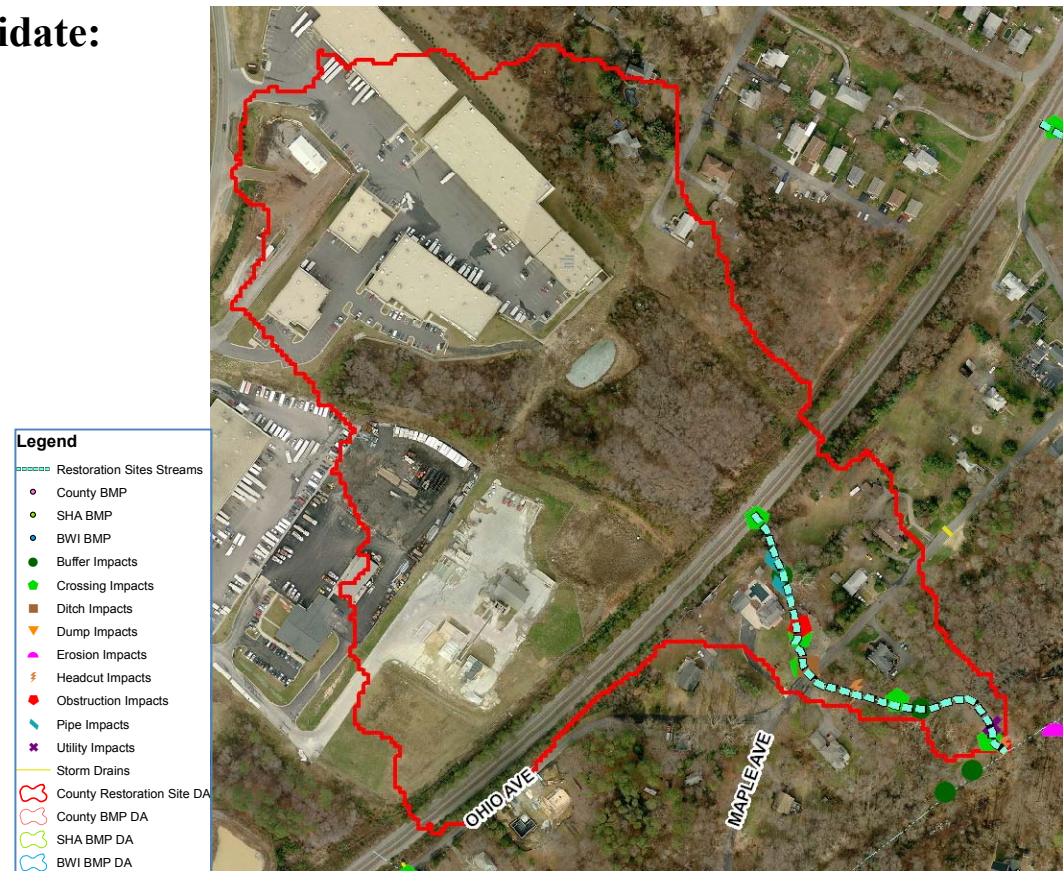 idate:
Legend
Restoration Sites Streams
County BMP
SHA BMP
BWI BMP
Buffer Impacts
Crossing Impacts
Ditch Impacts
Dump Impacts
Erosion Impacts
Headcut Impacts
Obstruction Impacts
Pipe Impacts
Utility Impacts
Storm Drains
County Restoration Site DA
County BMP DA
SHA BMP DA
BWI BMP DA
OHIO AVE
MAPLE AVE